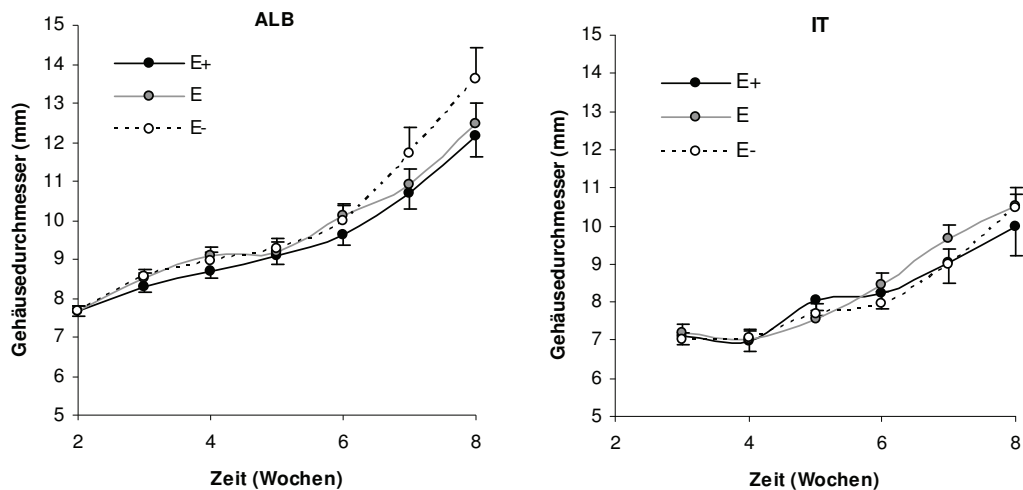 ALB
Gehäusedurchmesser (mm)
15
14
13
12
11
10
9
8
7
6
5
E+
E
E-
2
4
6
8
Zeit (Wochen)
IT
Gehäusedurchmesser (mm)
15
14
13
12
11
10
9
8
7
6
5
E+
E
E-
2
4
6
8
Zeit (Wochen)